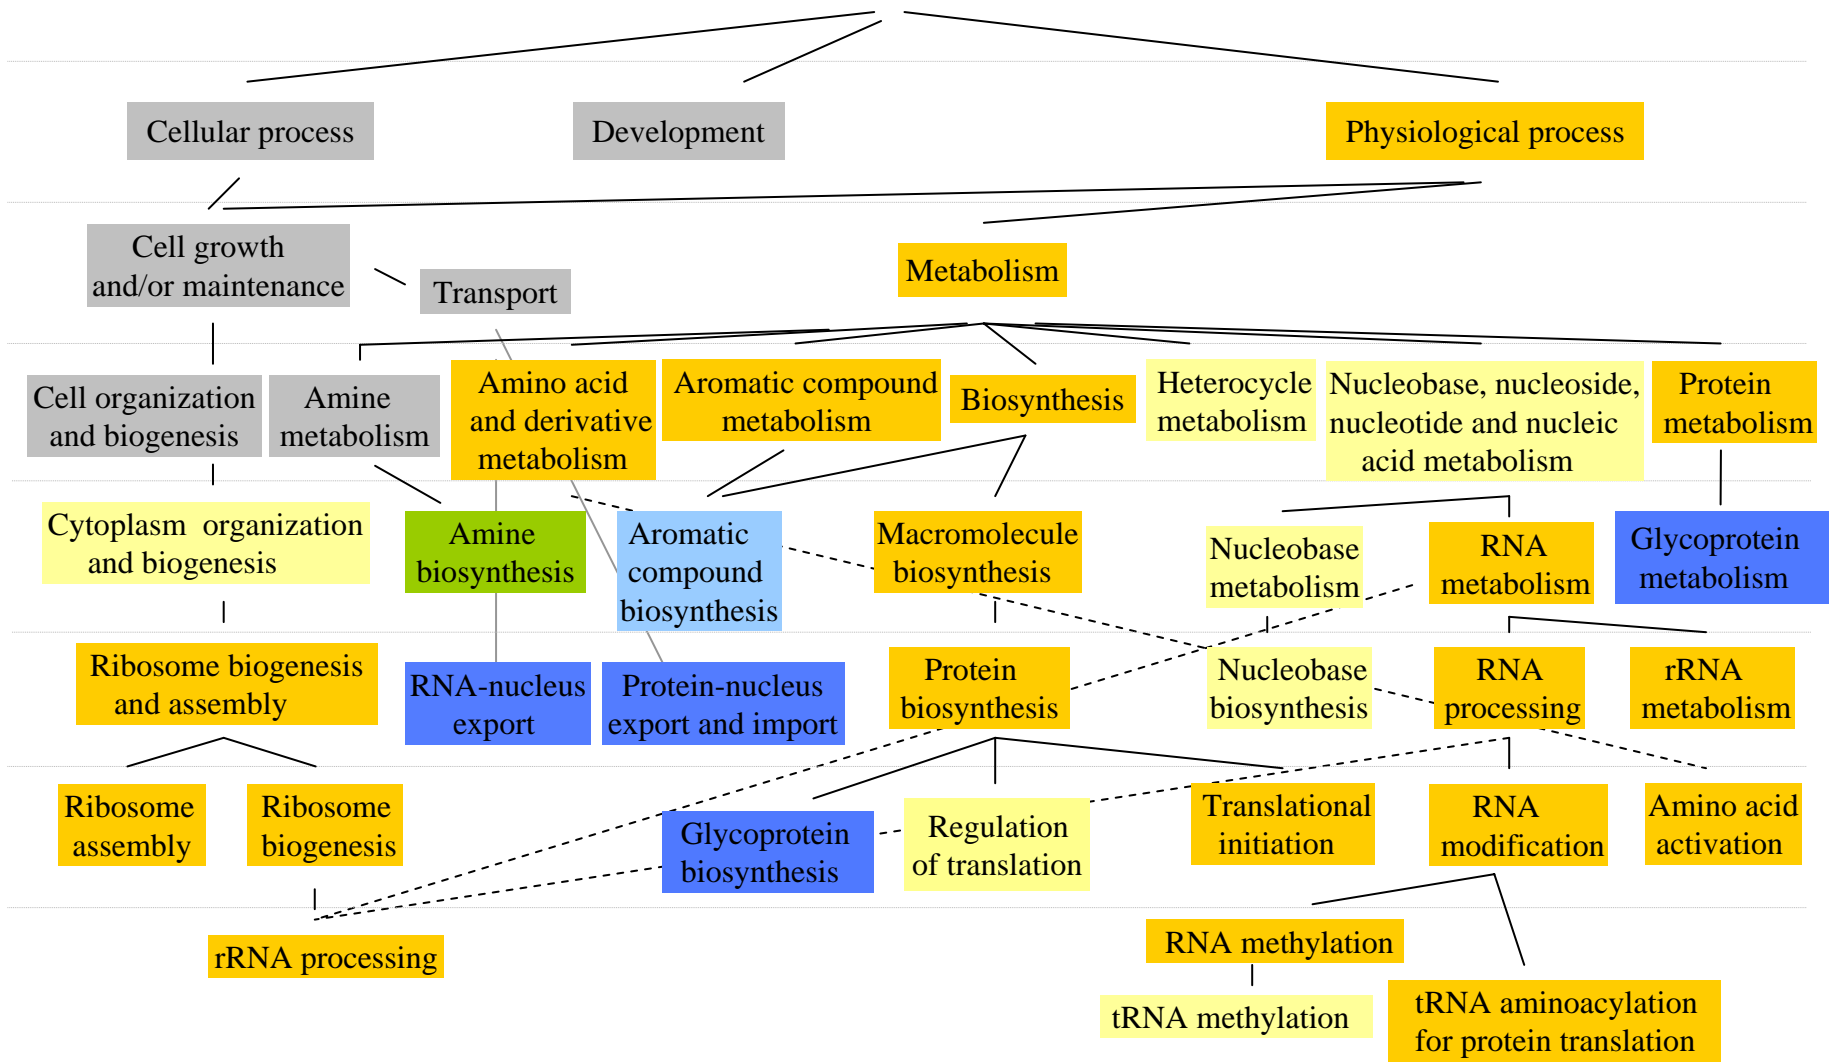 Cellular process
Development
Physiological process
Cell growth
and/or maintenance
Transport
Metabolism
Cell organization
and biogenesis
Amine
metabolism
Amino acid
and derivative
metabolism
Aromatic compound
metabolism
Biosynthesis
Heterocycle
metabolism
Nucleobase, nucleoside,
nucleotide and nucleic
acid metabolism
Protein
metabolism
Cytoplasm organization
and biogenesis
Amine
biosynthesis
Aromatic
compound
biosynthesis
Macromolecule
biosynthesis
Nucleobase
metabolism
RNA
metabolism
Glycoprotein
metabolism
Ribosome biogenesis
and assembly
RNA-nucleus
export
Protein-nucleus
export and import
Protein
biosynthesis
Nucleobase
biosynthesis
RNA
processing
rRNA
metabolism
Ribosome
assembly
Ribosome
biogenesis
Glycoprotein
biosynthesis
Regulation
of translation
Translational
initiation
RNA
modification
Amino acid
activation
rRNA processing
RNA methylation
tRNA methylation
tRNA aminoacylation
for protein translation